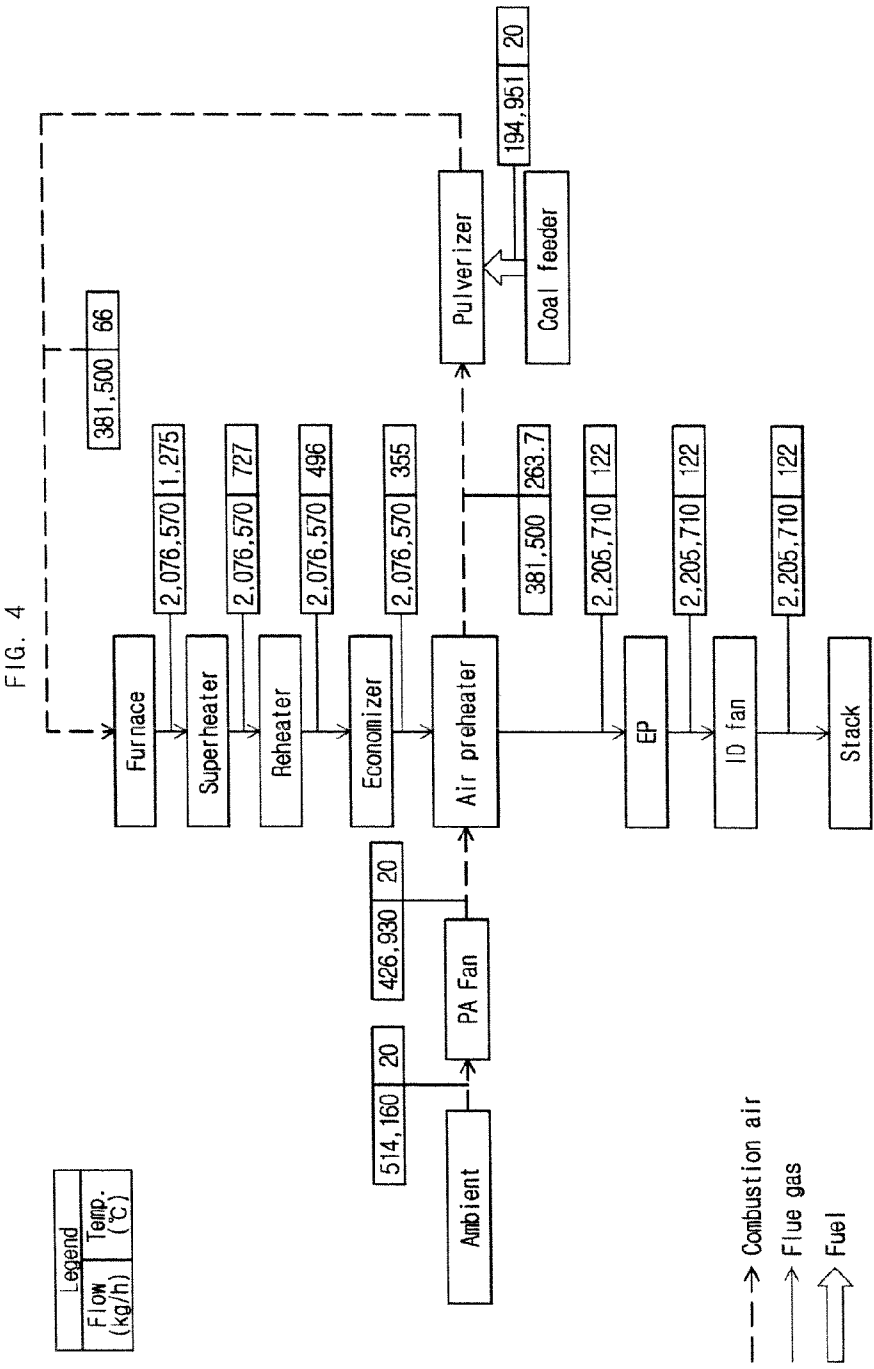 FIG. 4
Legend
Flow (kg/h)
Temp. (℃)
381,500 66
Furnace
2,076,570 1,275
Superheater
2,076,570 727
Reheater
2,076,570 496
Economizer
2,076,570 355
Ambient
514,160 20
PA Fan
426,930 20
Air preheater
381,500 263.7
Pulverizer
194,951 20
Coal feeder
2,205,710 122
EP
2,205,710 122
ID fan
2,205,710 122
Stack
Combustion air
Flue gas
Fuel